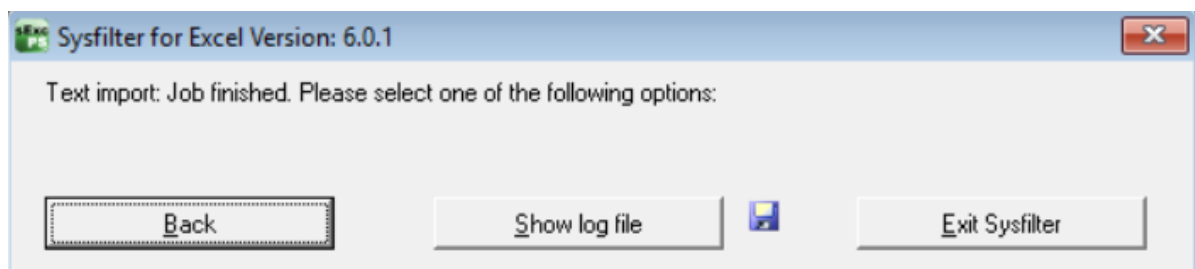 Sysfilter for Excel Version: 6.0.1
Text import: Job finished. Please select one of the following options:
Back
Show log file
Exit Sysfilter